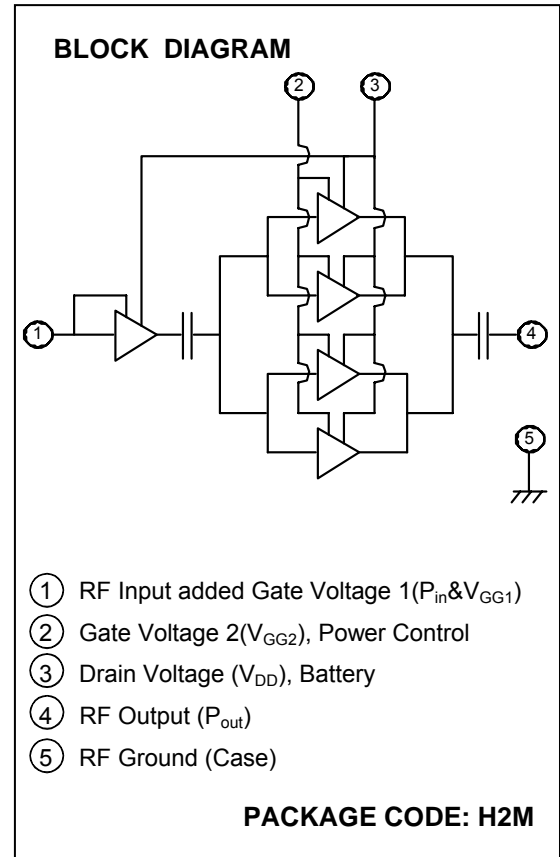 BLOCK DIAGRAM
2 3
1 4
5
1 RF Input added Gate Voltage 1(Pin&VGG1)
2 Gate Voltage 2(VGG2), Power Control
3 Drain Voltage (VDD), Battery
4 RF Output (Pout)
5 RF Ground (Case)
PACKAGE CODE: H2M